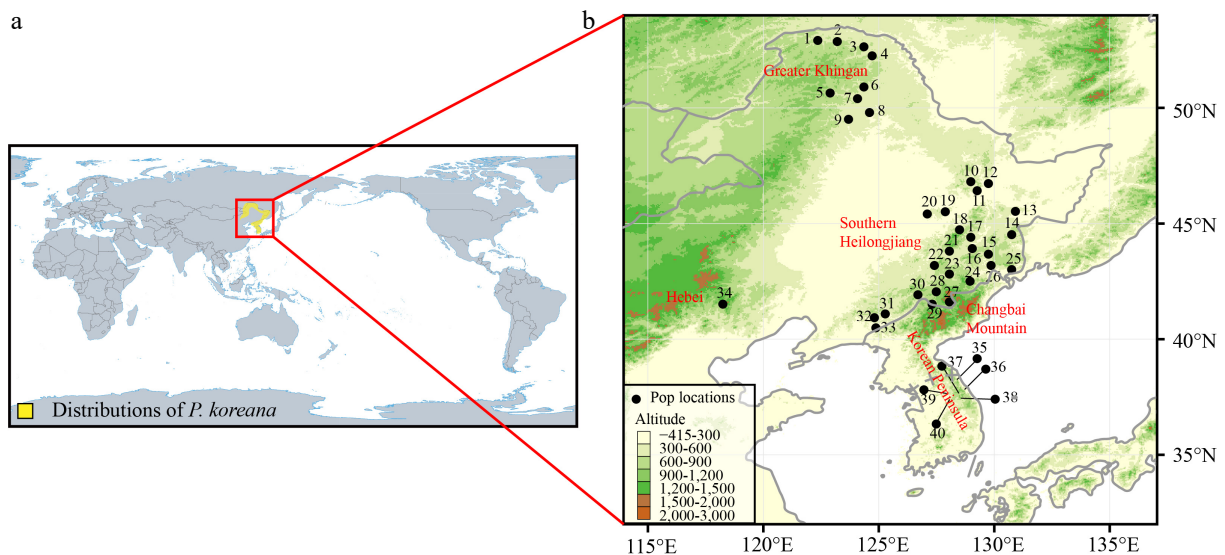 a
Distributions of P. koreana
b
1
2
3
4
Greater Khingan
5
6
7
8
9
50°N
10
12
11
20
19
13
18
17
14
Southern
Heilongjiang
45°N
21
15
16
22
23
25
24
26
30
28
27
Hebei
34
31
32
29
33
Changbai
Mountain
40°N
Korean Peninsula
37
35
36
39
38
40
Pop locations
Altitude
−415-300
300-600
600-900
900-1,200
1,200-1,500
1,500-2,000
2,000-3,000
35°N
115°E
120°E
125°E
130°E
135°E